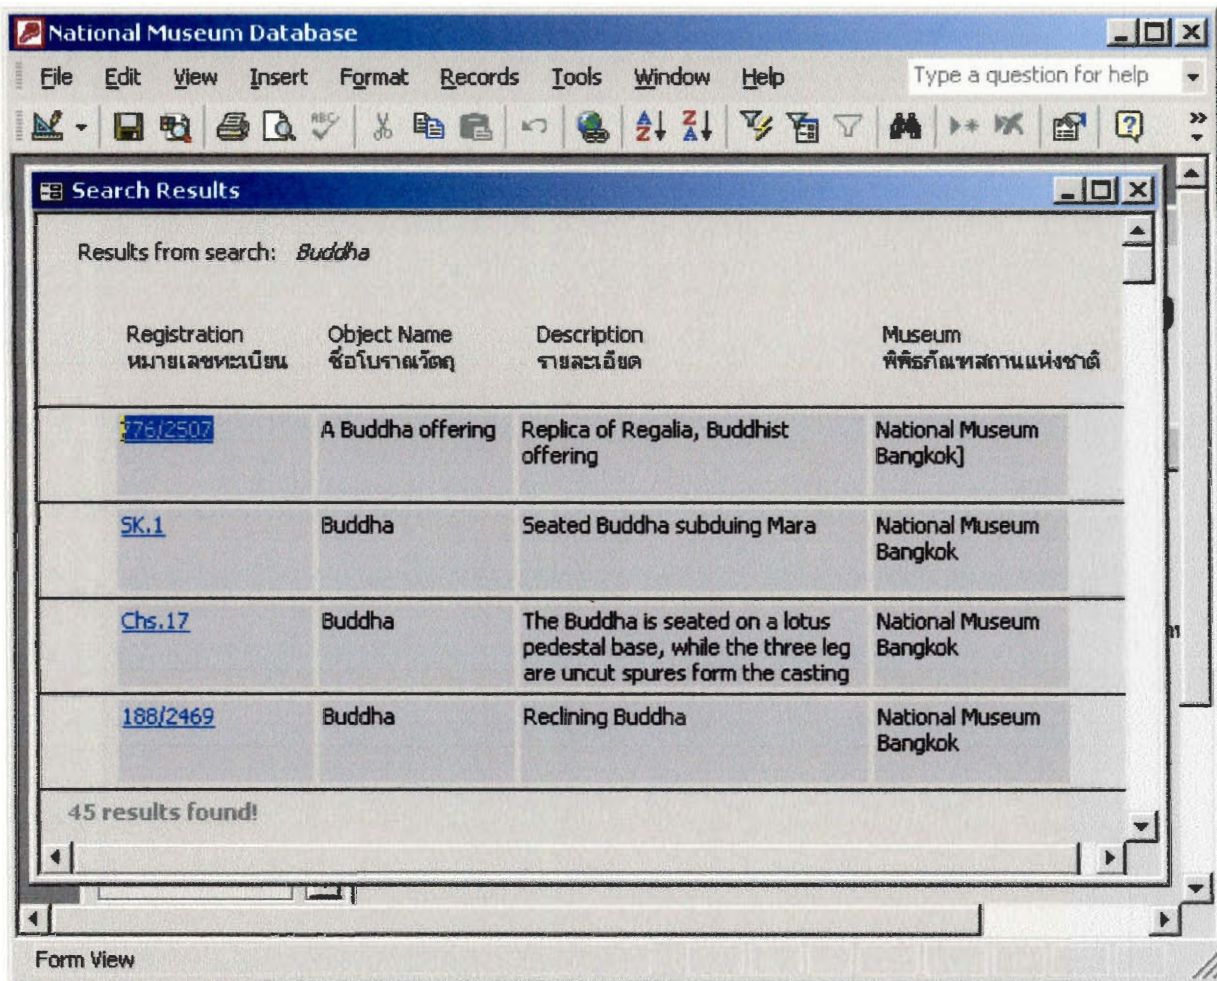 National Museum Database
File Edit View Insert Format Records Tools Window Help Type a question for help
Search Results
Results from search: Buddha
Registration Object Name Description Museum
หมายเลขทะเบียน ชื่อโบราณวัตถุ รายละเอียด พิพิธภัณฑสถานแห่งชาติ
776/2507 A Buddha offering Replica of Regalia, Buddhist National Museum
offering Bangkok]
SK.1 Buddha Seated Buddha subduing Mara National Museum
Bangkok
Chs.17 Buddha The Buddha is seated on a lotus National Museum
pedestal base, while the three leg Bangkok
are uncut spures form the casting
188/2469 Buddha Reclining Buddha National Museum
Bangkok
45 results found!
Form View